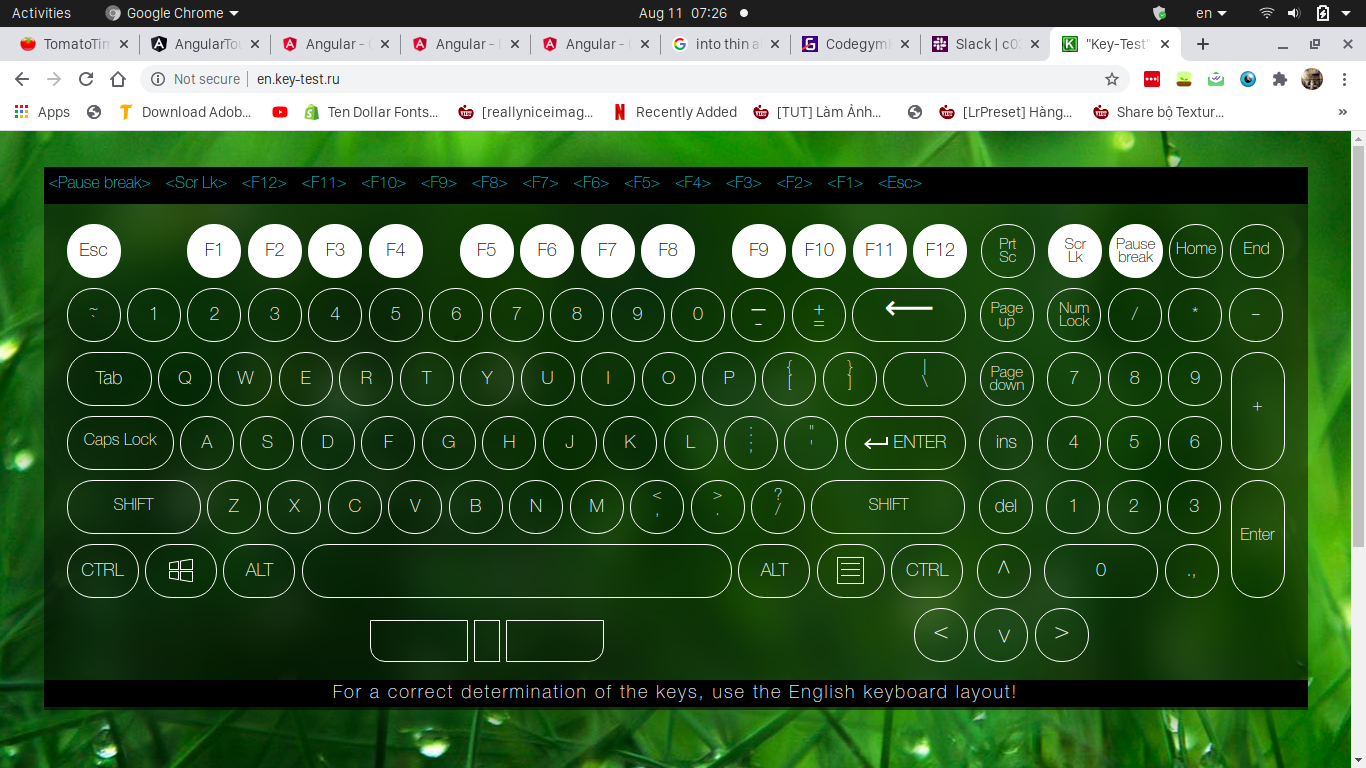 Activities Google Chrome Aug 11 07:26 en
TomatoTim AngularTou Angular - Angular - Angular - into thin a Codegym Slack | c0 "Key-Test"
Not secure en.key-test.ru
Apps Download Adob... Ten Dollar Fonts... [reallyniceimag... Recently Added [TUT] Làm Ảnh... [LrPreset] Hàng... Share bộ Textur... »
<Pause break> <Scr Lk> <F12> <F11> <F10> <F9> <F8> <F7> <F6> <F5> <F4> <F3> <F2> <F1> <Esc>
Esc F1 F2 F3 F4 F5 F6 F7 F8 F9 F10 F11 F12 Prt Sc Scr Lk Pause break Home End
~ ` 1 2 3 4 5 6 7 8 9 0 — - + = ← Page up Num Lock / * −
Tab Q W E R T Y U I O P { [ } ] | \ Page down 7 8 9 +
Caps Lock A S D F G H J K L : ; " ' ENTER ins 4 5 6
SHIFT Z X C V B N M < , > . ? / SHIFT del 1 2 3 Enter
CTRL ALT ALT CTRL ^ 0 .,
< v >
For a correct determination of the keys, use the English keyboard layout!